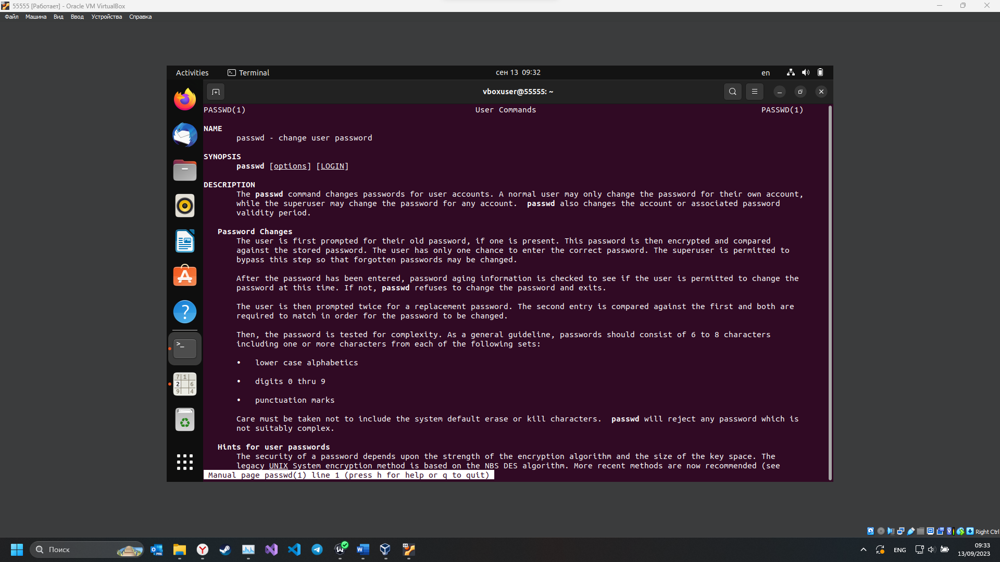 55555 [Работает] - Oracle VM VirtualBox
Файл Машина Вид Ввод Устройства Справка
Activities Terminal сен 13 09:32 en
vboxuser@55555: ~
PASSWD(1) User Commands PASSWD(1)
NAME
passwd - change user password
SYNOPSIS
passwd [options] [LOGIN]
DESCRIPTION
The passwd command changes passwords for user accounts. A normal user may only change the password for their own account,
while the superuser may change the password for any account. passwd also changes the account or associated password
validity period.
Password Changes
The user is first prompted for their old password, if one is present. This password is then encrypted and compared
against the stored password. The user has only one chance to enter the correct password. The superuser is permitted to
bypass this step so that forgotten passwords may be changed.
After the password has been entered, password aging information is checked to see if the user is permitted to change the
password at this time. If not, passwd refuses to change the password and exits.
The user is then prompted twice for a replacement password. The second entry is compared against the first and both are
required to match in order for the password to be changed.
Then, the password is tested for complexity. As a general guideline, passwords should consist of 6 to 8 characters
including one or more characters from each of the following sets:
• lower case alphabetics
• digits 0 thru 9
• punctuation marks
Care must be taken not to include the system default erase or kill characters. passwd will reject any password which is
not suitably complex.
Hints for user passwords
The security of a password depends upon the strength of the encryption algorithm and the size of the key space. The
legacy UNIX System encryption method is based on the NBS DES algorithm. More recent methods are now recommended (see
Manual page passwd(1) line 1 (press h for help or q to quit)
7 1
2 6
9 4
Right Ctrl
Поиск
ENG
09:33
13/09/2023